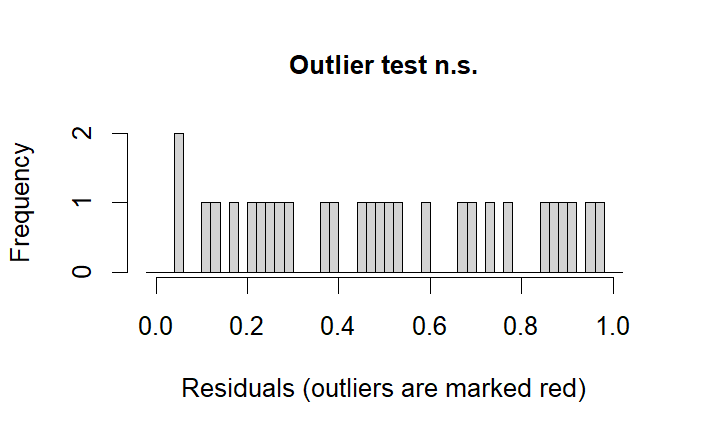 Outlier test n.s.
Frequency
2
1
0
0.0 0.2 0.4 0.6 0.8 1.0
Residuals (outliers are marked red)